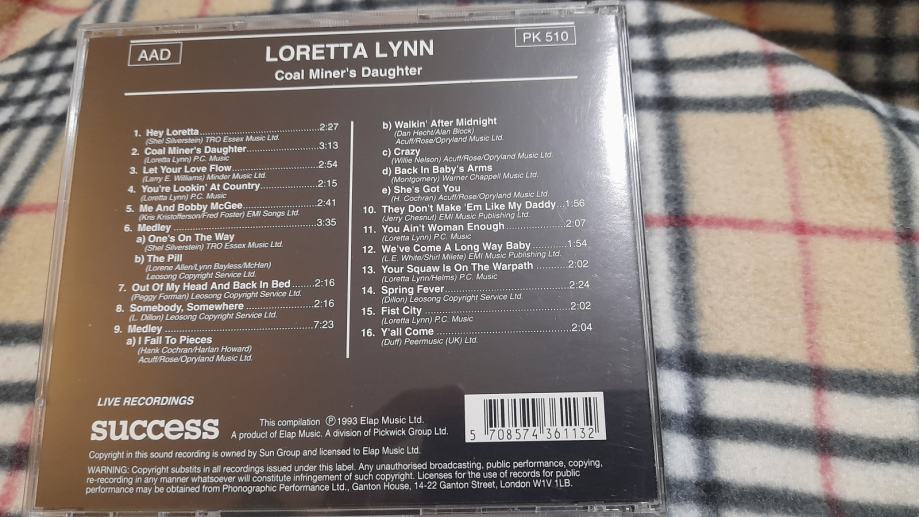 AAD
LORETTA LYNN
PK 510
Coal Miner's Daughter
1. Hey Loretta 2:27
(Shel Silverstein) TRO Essex Music Ltd.
2. Coal Miner's Daughter 3:13
(Loretta Lynn) P.C. Music
3. Let Your Love Flow 2:54
(Larry E. Williams) Minder Music Ltd.
4. You're Lookin' At Country 2:15
(Loretta Lynn) P.C. Music
5. Me And Bobby McGee 2:41
(Kris Kristofferson/Fred Foster) EMI Songs Ltd.
6. Medley 3:35
a) One's On The Way
(Shel Silverstein) TRO Essex Music Ltd.
b) The Pill
(Lorene Allen/Lynn Bayless/McHan)
Leosong Copyright Service Ltd.
7. Out Of My Head And Back In Bed 2:16
(Peggy Forman) Leosong Copyright Service Ltd.
8. Somebody, Somewhere 2:16
(L. Dillon) Leosong Copyright Service Ltd.
9. Medley 7:23
a) I Fall To Pieces
(Hank Cochran/Harlan Howard)
Acuff/Rose/Opryland Music Ltd.
b) Walkin' After Midnight
(Dan Hecht/Alan Block)
Acuff/Rose/Opryland Music Ltd.
c) Crazy
(Willie Nelson) Acuff/Rose/Opryland Music Ltd.
d) Back In Baby's Arms
(Montgomery) Warner Chappell Music Ltd.
e) She's Got You
(H. Cochran) Acuff/Rose/Opryland Music Ltd.
10. They Don't Make 'Em Like My Daddy 1:56
(Jerry Chesnut) EMI Music Publishing Ltd.
11. You Ain't Woman Enough 2:07
(Loretta Lynn) P.C. Music
12. We've Come A Long Way Baby 1:54
(L.E. White/Shirl Milete) EMI Music Publishing Ltd.
13. Your Squaw Is On The Warpath 2:02
(Loretta Lynn/Helms) P.C. Music
14. Spring Fever 2:24
(Dillon) Leosong Copyright Service Ltd.
15. Fist City 2:02
(Loretta Lynn) P.C. Music
16. Y'all Come 2:04
(Duff) Peermusic (UK) Ltd.
LIVE RECORDINGS
success
This compilation ℗1993 Elap Music Ltd.
A product of Elap Music. A division of Pickwick Group Ltd.
5 708574 361132
Copyright in this sound recording is owned by Sun Group and licensed to Elap Music Ltd.
WARNING: Copyright substits in all recordings issued under this label. Any unauthorised broadcasting, public performance, copying,
re-recording in any manner whatsoever will constitute infringement of such copyright. Licenses for the use of records for public
performance may be obtained from Phonographic Performance Ltd., Ganton House, 14-22 Ganton Street, London W1V 1LB.